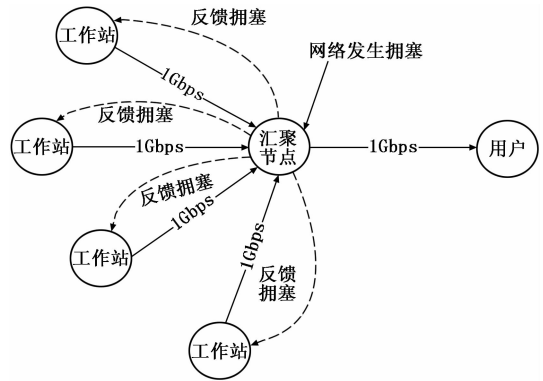 反馈拥塞
工作站
网络发生拥塞
1Gbps
反馈拥塞
工作站
1Gbps
汇聚
节点
1Gbps
用户
反馈拥塞
1Gbps
工作站
1Gbps
反馈
拥塞
工作站